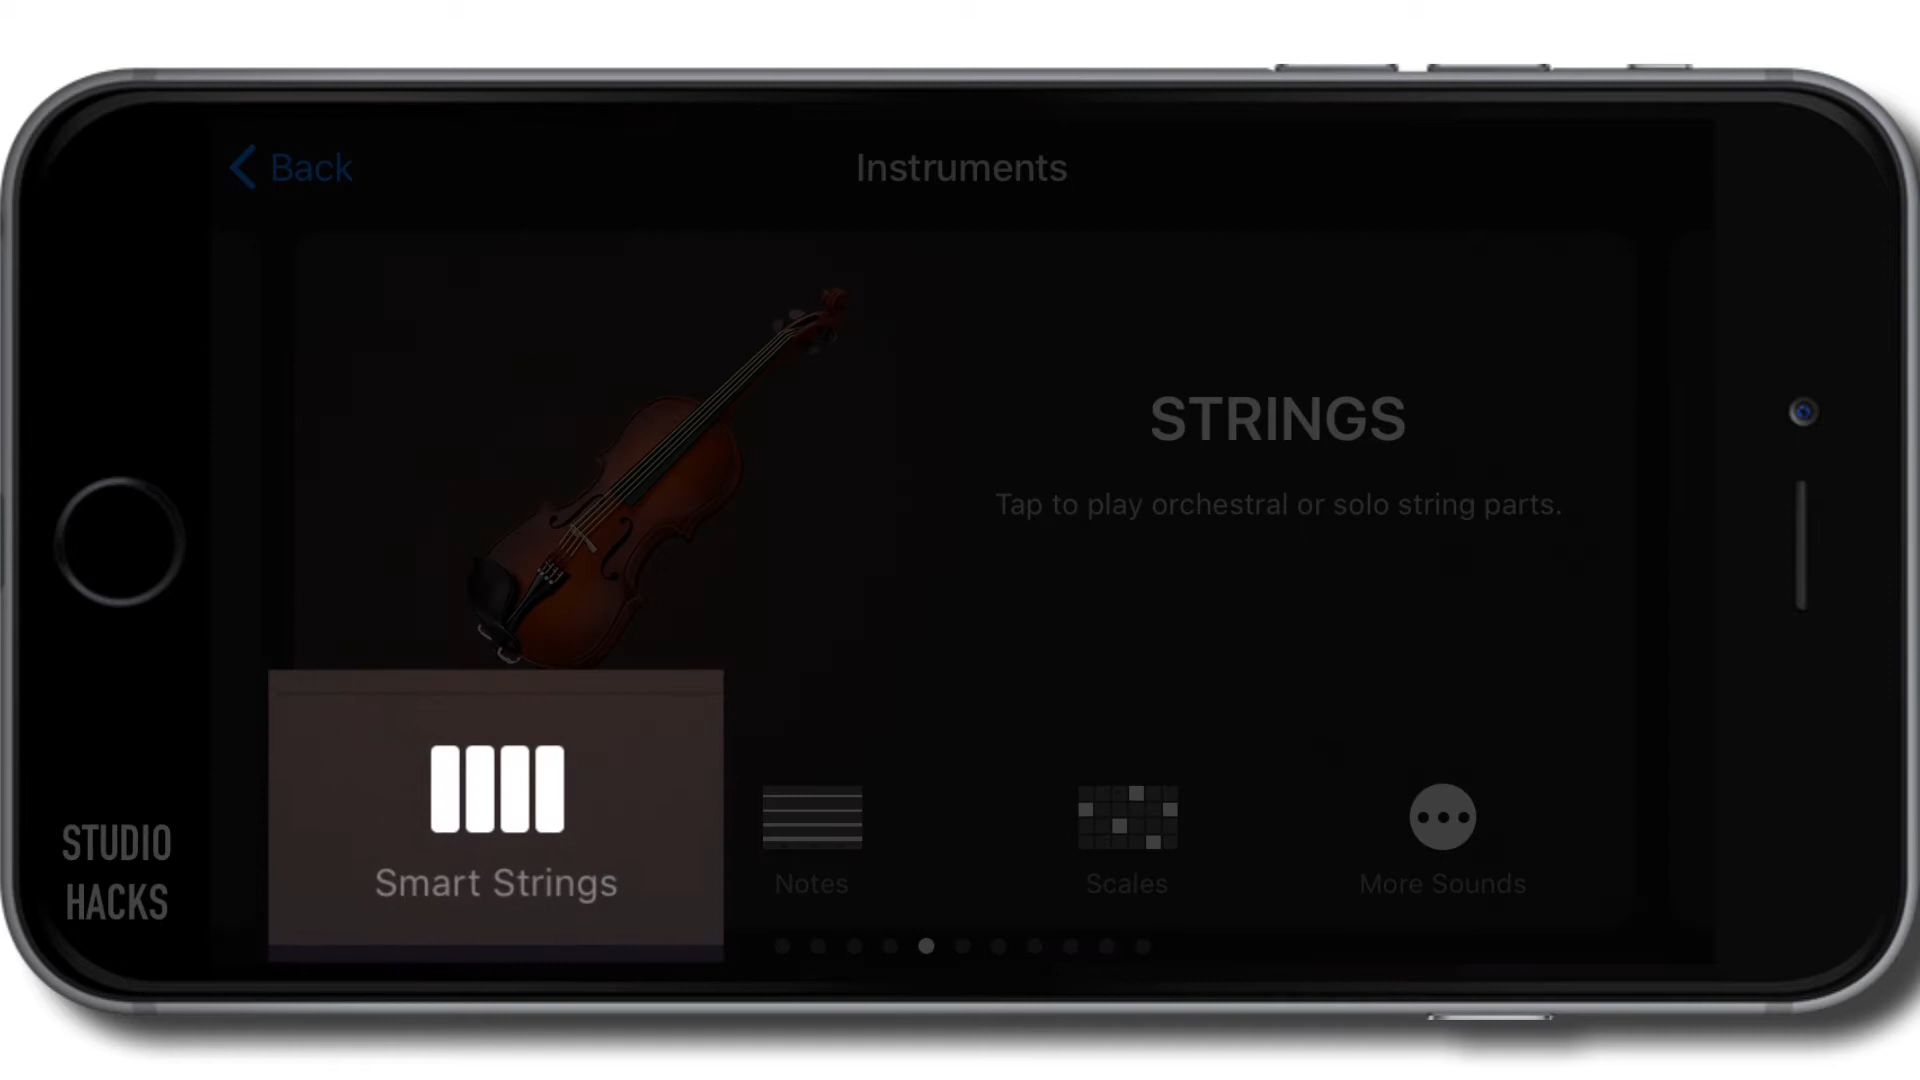 Back
Instruments
STRINGS
Tap to play orchestral or solo string parts.
Smart Strings
Notes
Scales
More Sounds
STUDIO
HACKS